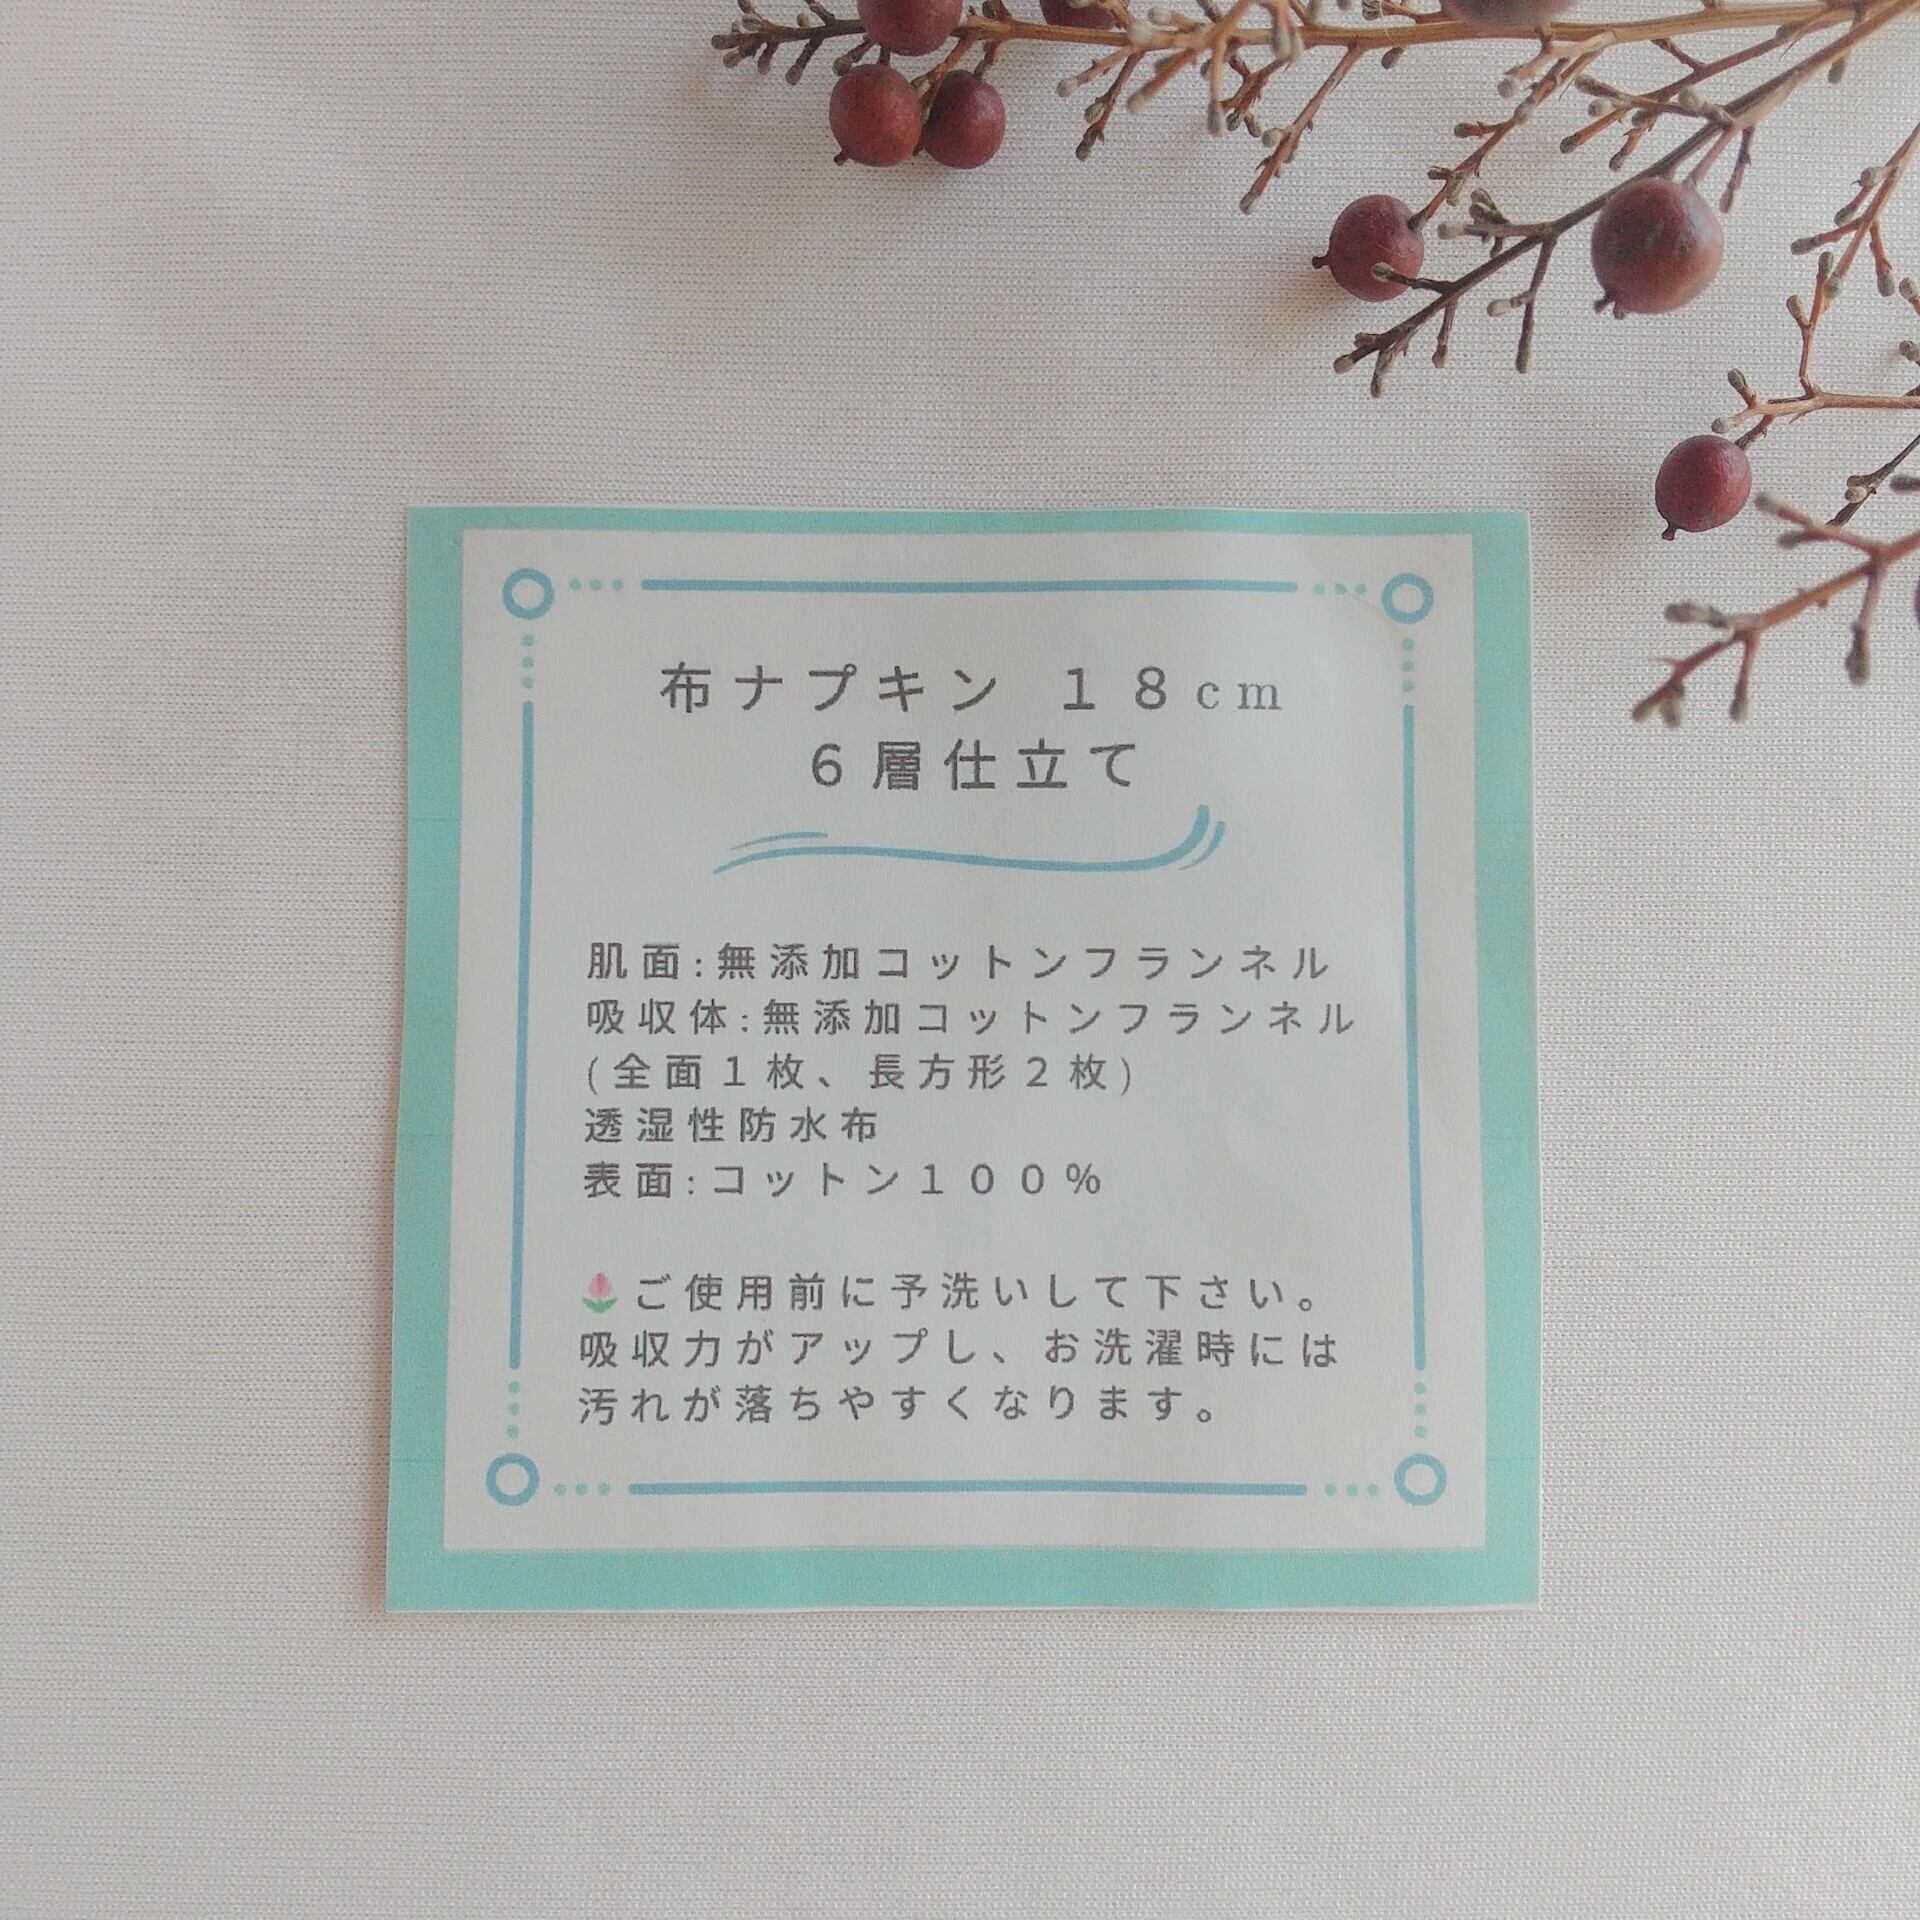 布ナプキン １８cm
６層仕立て
肌面:無添加コットンフランネル
吸収体:無添加コットンフランネル
(全面１枚、長方形２枚)
透湿性防水布
表面:コットン１００％
🌷ご使用前に予洗いして下さい。
吸収力がアップし、お洗濯時には
汚れが落ちやすくなります。